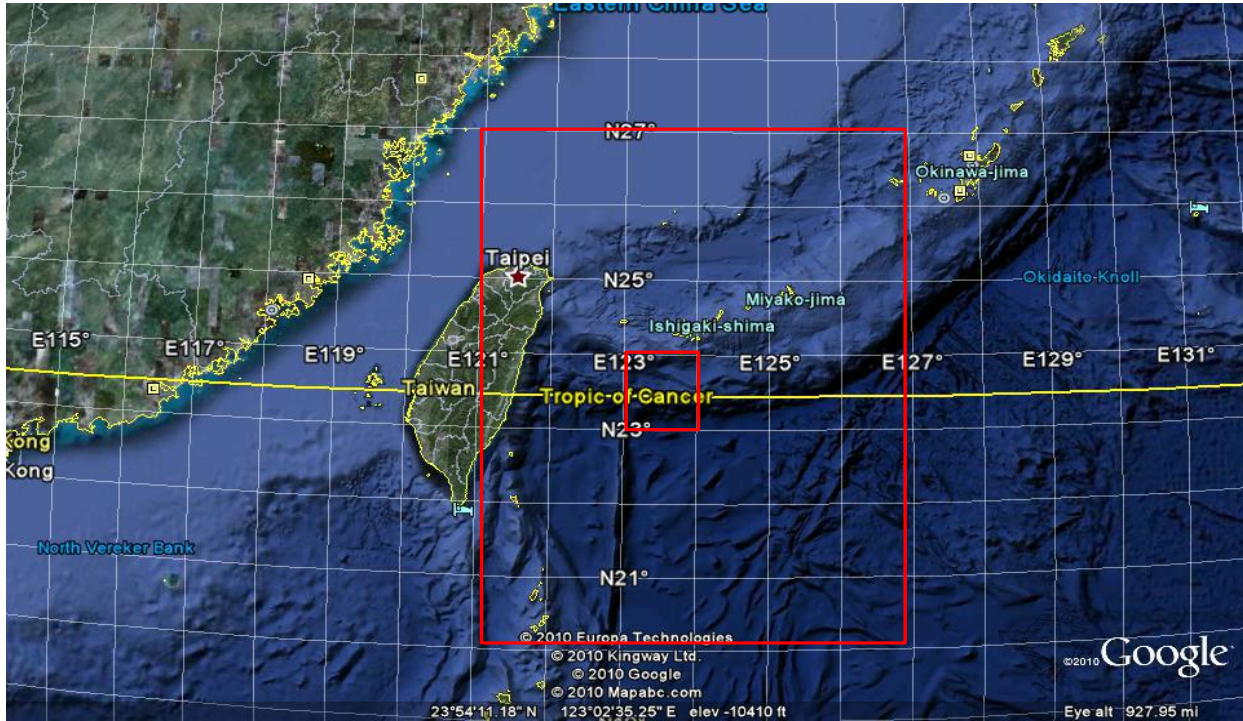 Eastern China Sea
N27°
Okinawa-jima
Taipei
N25°
Okidaito-Knoll
Miyako-jima
Ishigaki-shima
E115°
E117°
E119°
E121°
E123°
E125°
E127°
E129°
E131°
Taiwan
Tropic-of-Cancer
N23°
Kong
Kong
North Vereker Bank
N21°
© 2010 Europa Technologies
© 2010 Kingway Ltd.
© 2010 Google
© 2010 Mapabc.com
©2010 Google
23°54'11.18" N 123°02'35.25" E elev -10410 ft
Eye alt 927.95 mi